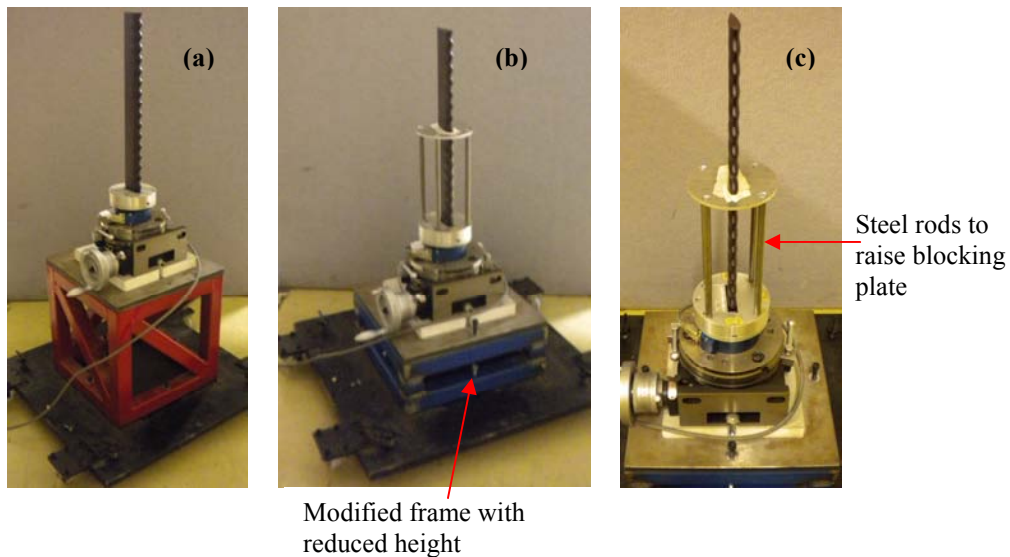 (a)
(b)
(c)
Steel rods to
raise blocking
plate
Modified frame with
reduced height